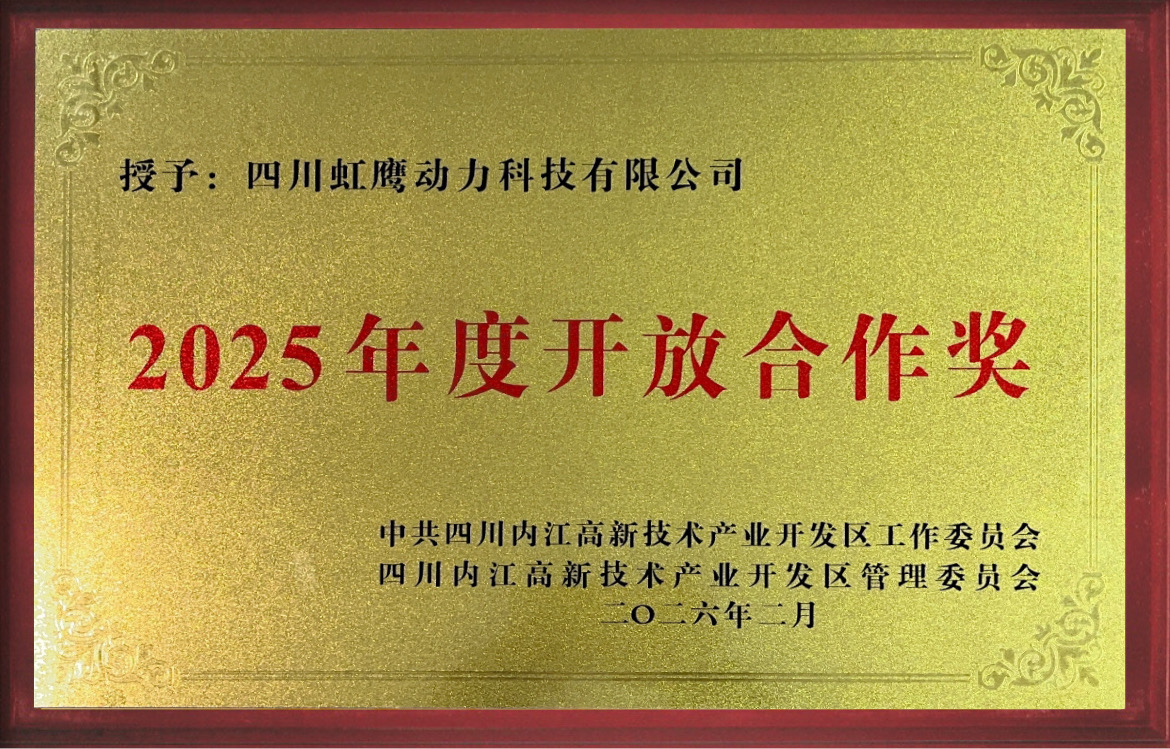 授予：四川虹鹰动力科技有限公司
2025年度开放合作奖
中共四川内江高新技术产业开发区工作委员会
四川内江高新技术产业开发区管理委员会
二〇二六年二月